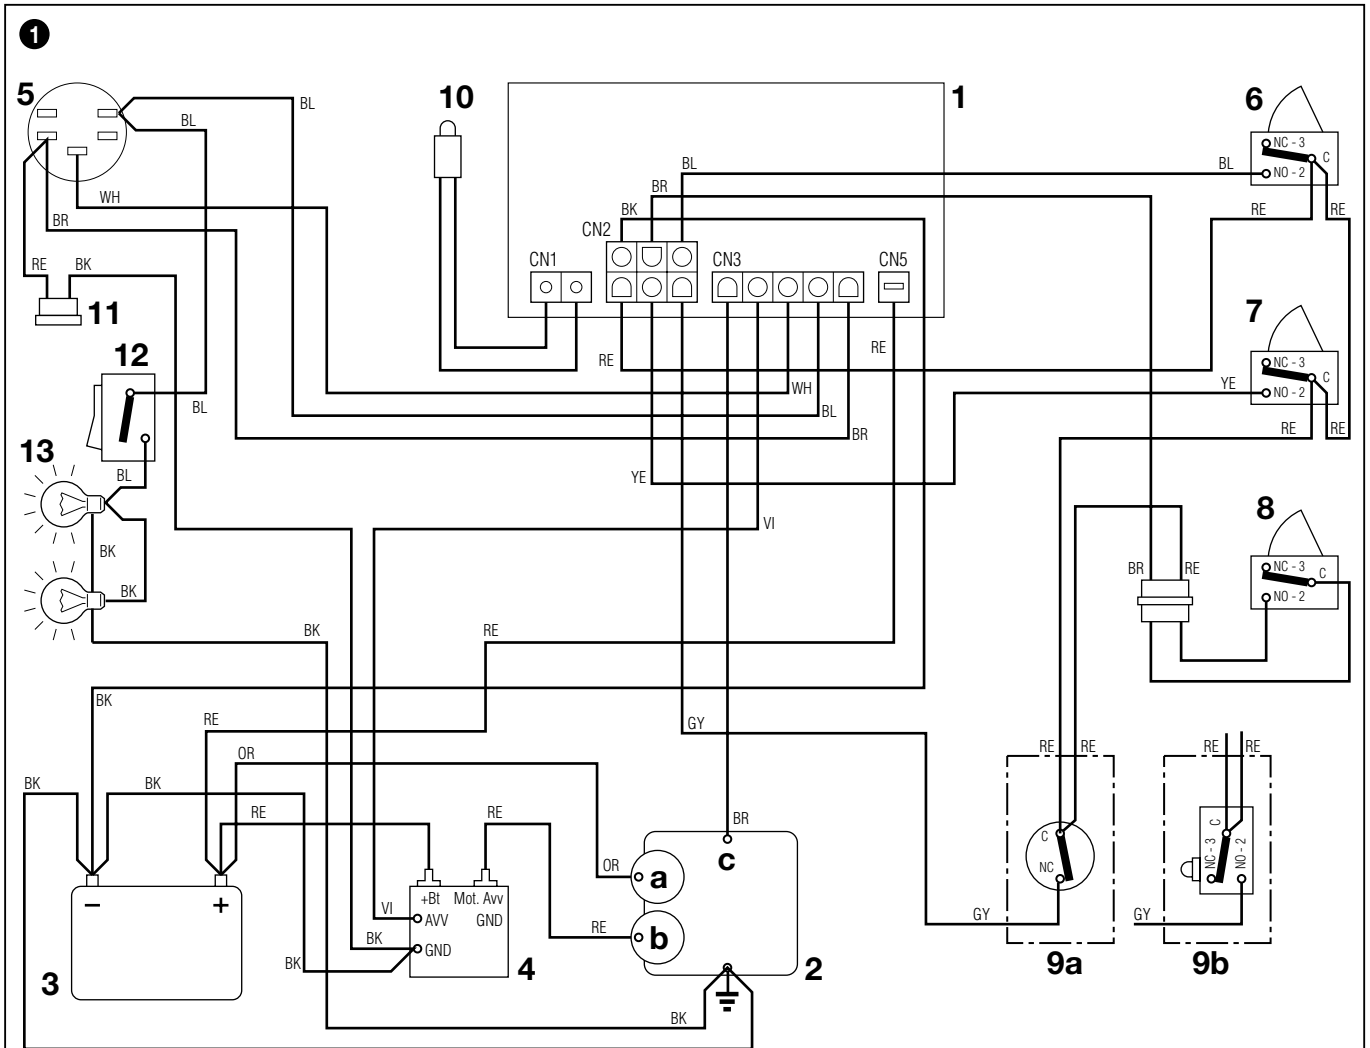 1
5
BL
10
1
6
BL
NC - 3
C
BL
BL
NO - 2
BR
WH
BK
RE
RE
BR
CN2
RE
BK
CN1
CN3
CN5
11
7
12
RE
RE
NC - 3
C
YE
WH
NO - 2
BL
BL
RE
RE
BR
13
BL
YE
8
VI
BK
BR
RE
NC - 3
C
BK
NO - 2
BK
RE
BK
RE
GY
OR
RE
RE
RE
RE
BK
BK
RE
RE
BR
C
C
c
NC - 3
NO - 2
OR
a
NC
− +
+Bt
Mot. Avv
VI
AVV
GND
GY
GY
RE
b
BK
GND
BK
3
4
2
9a
9b
BK